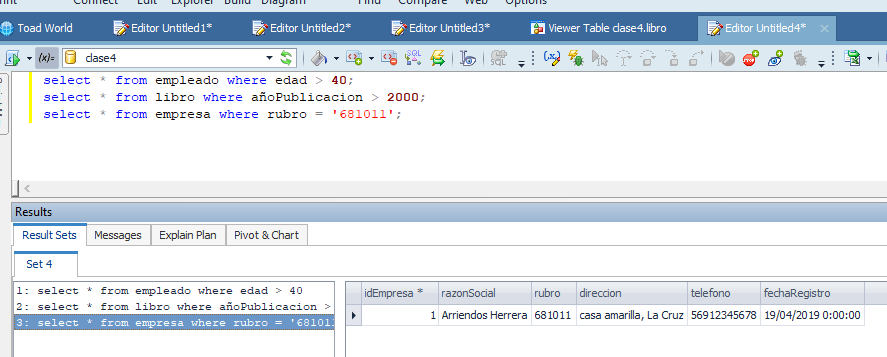 Connect Edit Explorer Build Diagram Find Compare Web Options
Toad World Editor Untitled1* Editor Untitled2* Editor Untitled3* Viewer Table clase4.libro Editor Untitled4*
(x)= clase4 SQL
select * from empleado where edad > 40;
select * from libro where añoPublicacion > 2000;
select * from empresa where rubro = '681011';
Results
Result Sets Messages Explain Plan Pivot & Chart
Set 4
1: select * from empleado where edad > 40
2: select * from libro where añoPublicacion >
3: select * from empresa where rubro = '68101
idEmpresa * razonSocial rubro direccion telefono fechaRegistro
1 Arriendos Herrera 681011 casa amarilla, La Cruz 56912345678 19/04/2019 0:00:00